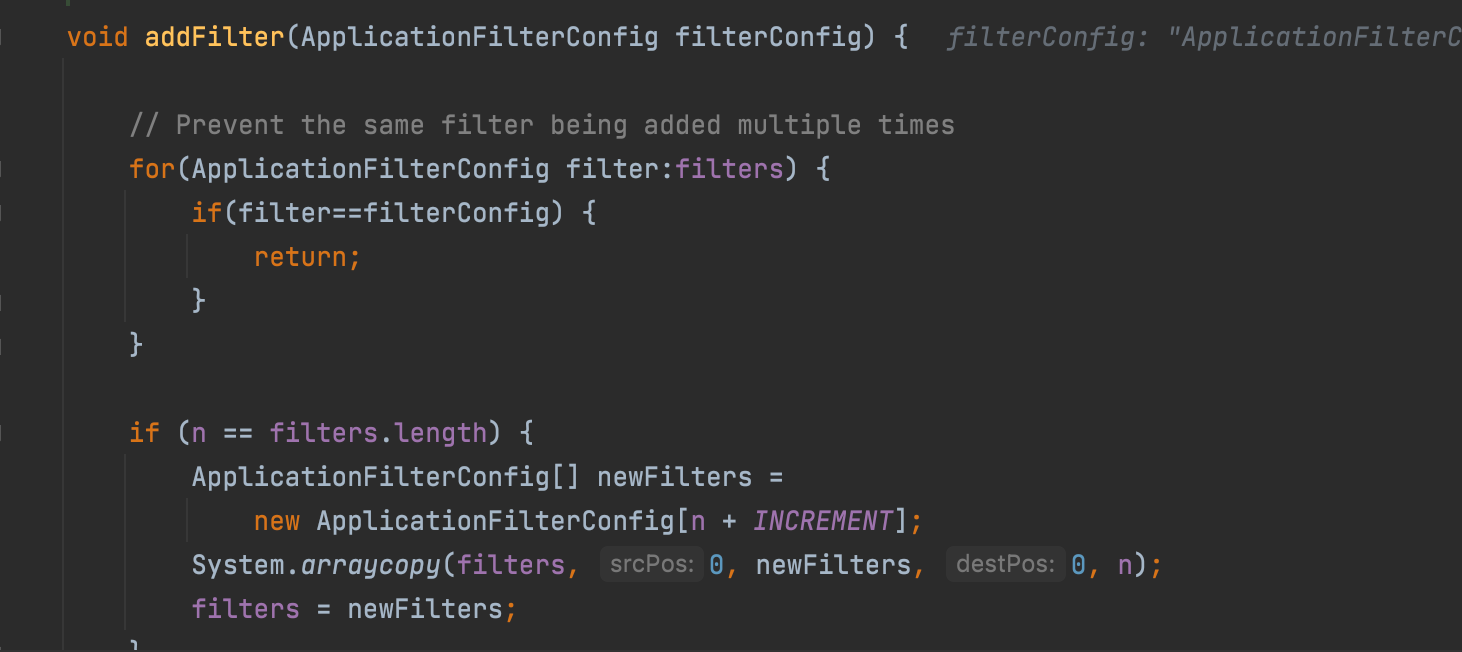 void addFilter(ApplicationFilterConfig filterConfig) { filterConfig: "ApplicationFilterC
// Prevent the same filter being added multiple times
for(ApplicationFilterConfig filter:filters) {
if(filter==filterConfig) {
return;
}
}
if (n == filters.length) {
ApplicationFilterConfig[] newFilters =
new ApplicationFilterConfig[n + INCREMENT];
System.arraycopy(filters, srcPos: 0, newFilters, destPos: 0, n);
filters = newFilters;
}